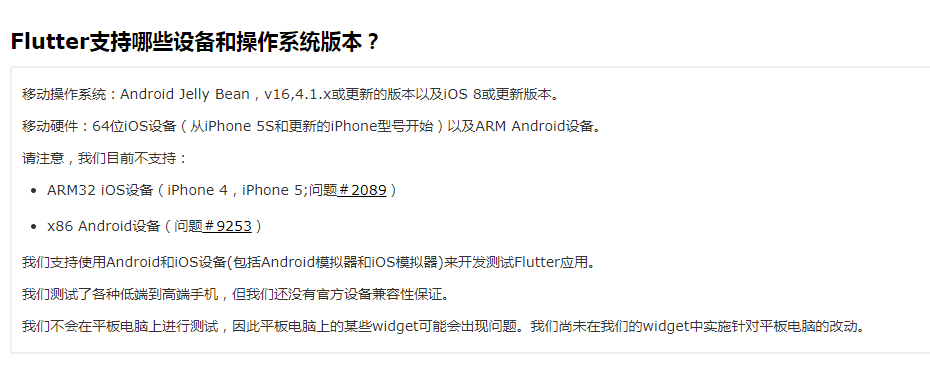 Flutter支持哪些设备和操作系统版本？
移动操作系统：Android Jelly Bean，v16,4.1.x或更新的版本以及iOS 8或更新版本。
移动硬件：64位iOS设备（从iPhone 5S和更新的iPhone型号开始）以及ARM Android设备。
请注意，我们目前不支持：
• ARM32 iOS设备（iPhone 4，iPhone 5;问题＃2089）
• x86 Android设备（问题＃9253）
我们支持使用Android和iOS设备(包括Android模拟器和iOS模拟器)来开发测试Flutter应用。
我们测试了各种低端到高端手机，但我们还没有官方设备兼容性保证。
我们不会在平板电脑上进行测试，因此平板电脑上的某些widget可能会出现问题。我们尚未在我们的widget中实施针对平板电脑的改动。